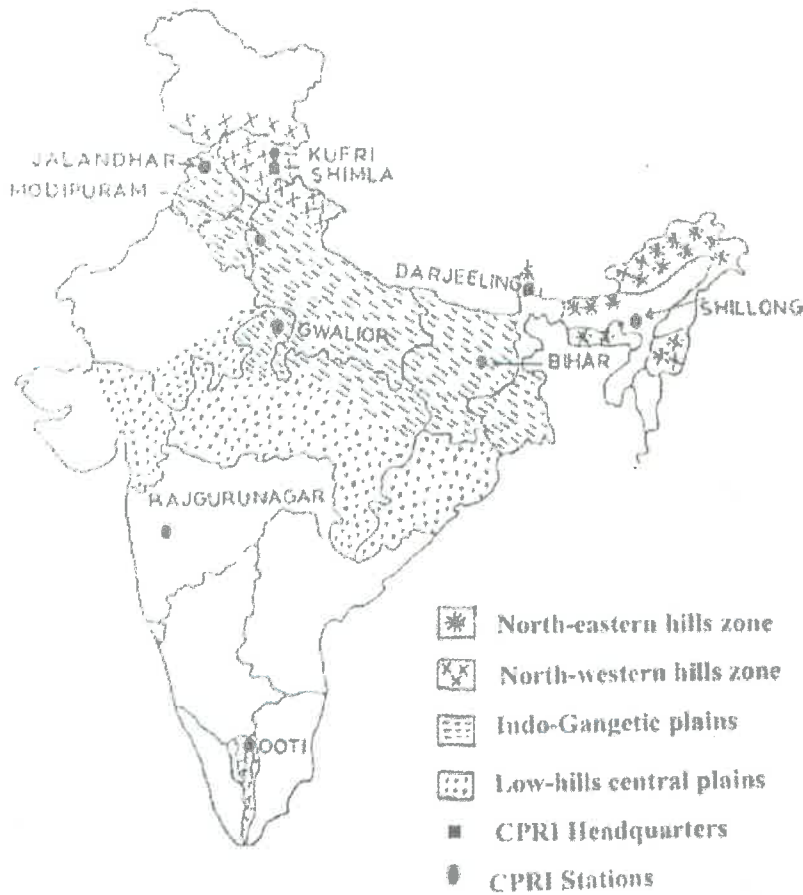 JALANDHAR
KUFRI
SHIMLA
MODIPURAM
DARJEELING
SHILLONG
GWALIOR
BIHAR
RAJGURUNAGAR
OOTI
North-eastern hills zone
North-western hills zone
Indo-Gangetic plains
Low-hills central plains
CPRI Headquarters
CPRI Stations